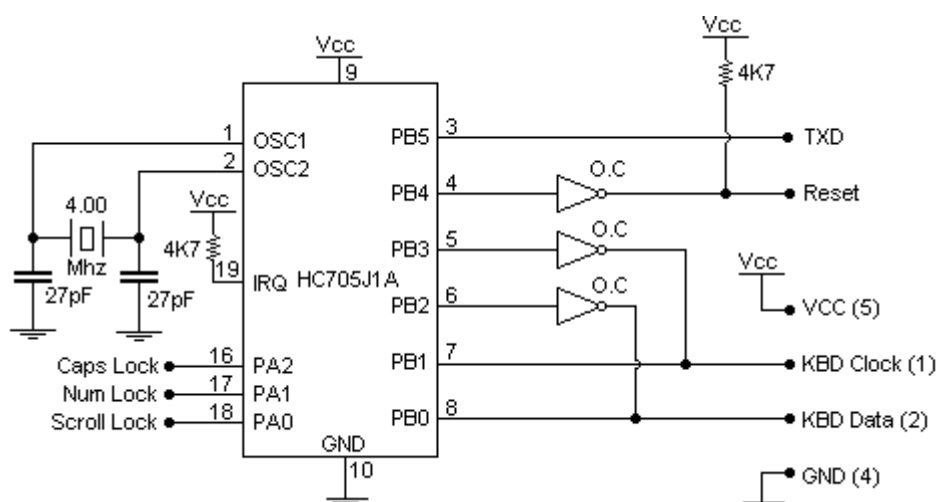 Vcc
9
Vcc
4K7
1
OSC1
2
OSC2
PB5
3
TXD
O.C
PB4
4
Reset
4.00
Mhz
Vcc
4K7
O.C
PB3
5
19
IRQ
HC705J1A
27pF
27pF
O.C
PB2
6
Vcc
VCC (5)
Caps Lock
16
PA2
PB1
7
KBD Clock (1)
Num Lock
17
PA1
Scroll Lock
18
PA0
PB0
8
KBD Data (2)
GND
10
GND (4)